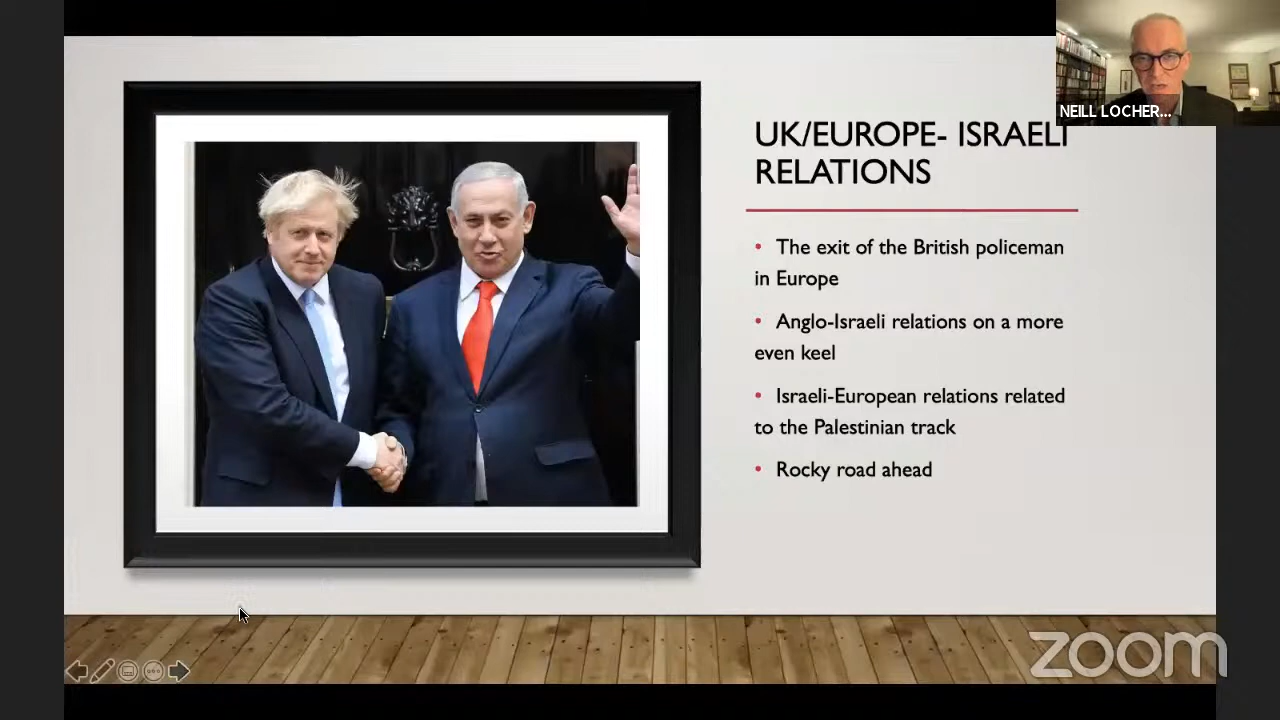 NEILL LOCHER...
UK/EUROPE- ISRAELI
RELATIONS
• The exit of the British policeman
in Europe
• Anglo-Israeli relations on a more
even keel
• Israeli-European relations related
to the Palestinian track
• Rocky road ahead
zoom